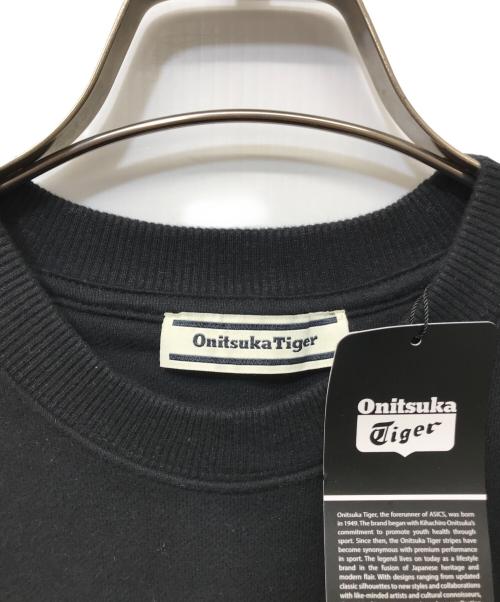 OnitsukaTiger
Onitsuka
Tiger
Onitsuka Tiger, the forerunner of ASICS, was born
in 1949. The brand began with Kihachiro Onitsuka's
commitment to promote youth health through
sport. Since then, the Onitsuka Tiger stripes have
become synonymous with premium performance
in sport. The legend lives on today as a lifestyle
brand in the fusion of Japanese heritage and
modern flair. With designs ranging from updated
classic silhouettes to new styles and collaborations
with like-minded artists and cultural connoisseurs,